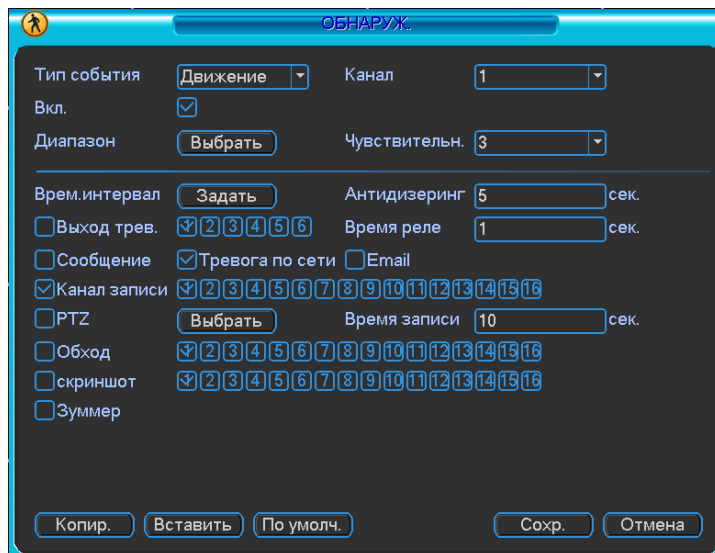 ОБНАРУЖ.
Тип события Движение Канал 1
Вкл.
Диапазон Выбрать Чувствительн. 3
Врем.интервал Задать Антидизеринг 5 сек.
Выход трев. 1 2 3 4 5 6 Время реле 1 сек.
Сообщение Тревога по сети Email
Канал записи 1 2 3 4 5 6 7 8 9 10 11 12 13 14 15 16
PTZ Выбрать Время записи 10 сек.
Обход 1 2 3 4 5 6 7 8 9 10 11 12 13 14 15 16
скриншот 1 2 3 4 5 6 7 8 9 10 11 12 13 14 15 16
Зуммер
Копир. Вставить По умолч. Сохр. Отмена